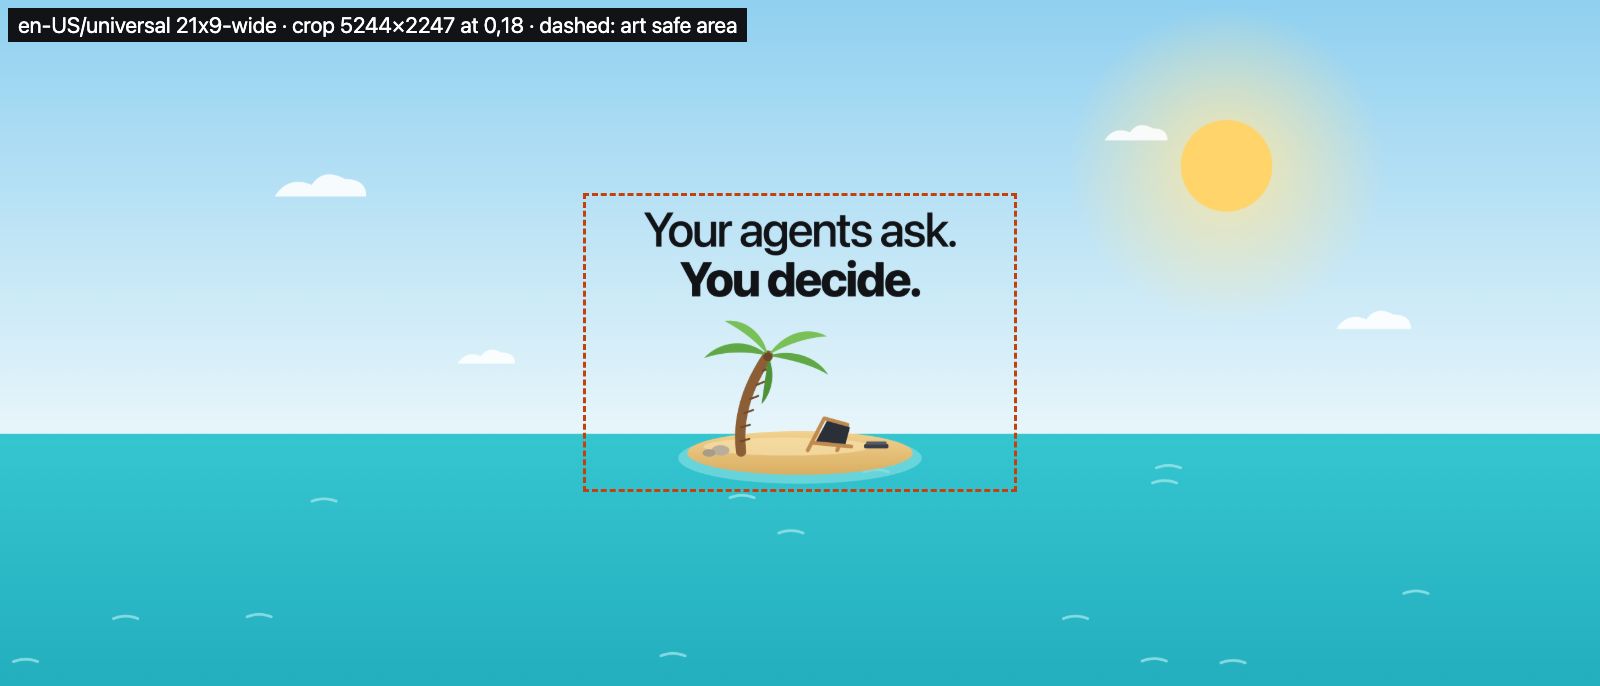 en-US/universal 21x9-wide · crop 5244×2247 at 0,18 · dashed: art safe area
Your agents ask.
You decide.